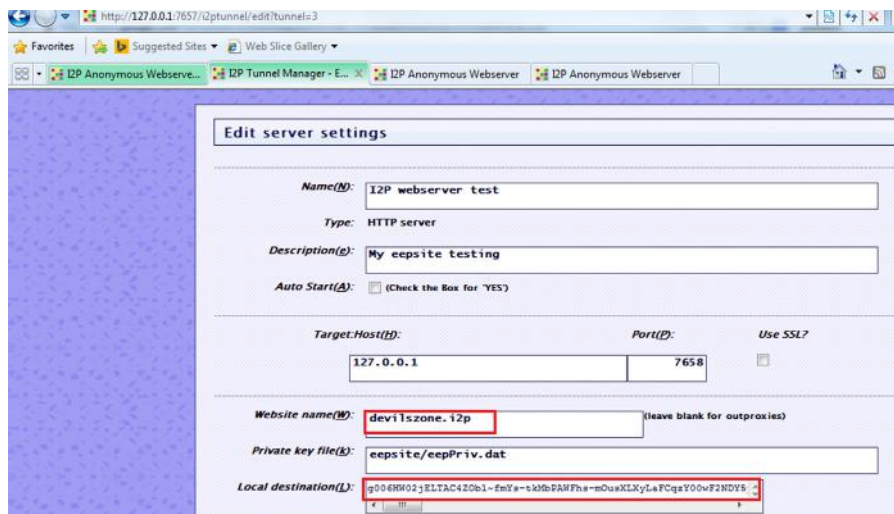 http://127.0.0.1:7657/i2ptunnel/edit?tunnel=3
Favorites Suggested Sites Web Slice Gallery
I2P Anonymous Webserve... I2P Tunnel Manager - E... I2P Anonymous Webserver I2P Anonymous Webserver
Edit server settings
Name(N): I2P webserver test
Type: HTTP server
Description(e): My eepsite testing
Auto Start(A): (Check the Box for 'YES')
Target:Host(H): Port(P): Use SSL?
127.0.0.1 7658
Website name(W): devilszone.i2p (leave blank for outproxies)
Private key file(k): eepsite/eepPriv.dat
Local destination(L):